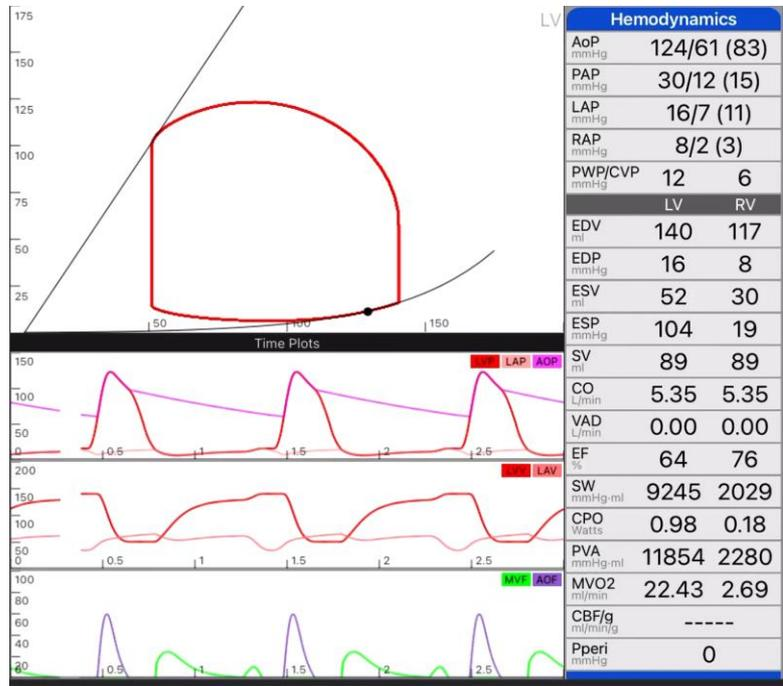 175
LV
150
125
100
75
50
25
50
100
150
Time Plots
150
LVP LAP AOP
100
50
0
0.5 1 1.5 2 2.5
200
LVV LAV
150
100
50
0
0.5 1 1.5 2 2.5
100
MVF AOF
80
60
40
20
0.5 1 1.5 2 2.5
Hemodynamics
AoP mmHg 124/61 (83)
PAP mmHg 30/12 (15)
LAP mmHg 16/7 (11)
RAP mmHg 8/2 (3)
PWP/CVP mmHg 12 6
LV RV
EDV ml 140 117
EDP mmHg 16 8
ESV ml 52 30
ESP mmHg 104 19
SV ml 89 89
CO L/min 5.35 5.35
VAD L/min 0.00 0.00
EF % 64 76
SW mmHg·ml 9245 2029
CPO Watts 0.98 0.18
PVA mmHg·ml 11854 2280
MVO2 ml/min 22.43 2.69
CBF/g ml/min/g -----
Pperi mmHg 0